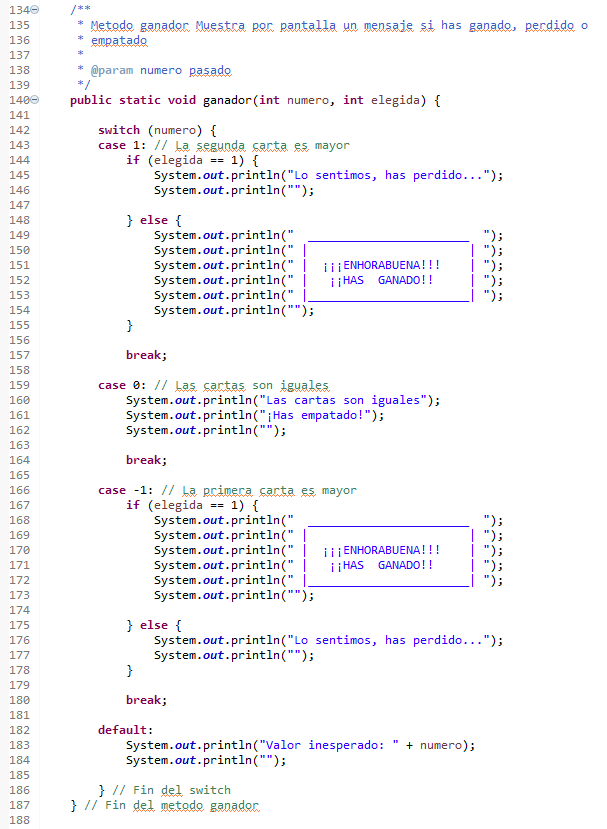 134 /**
135 * Metodo ganador Muestra por pantalla un mensaje si has ganado, perdido o
136 * empatado
137 *
138 * @param numero pasado
139 */
140 public static void ganador(int numero, int elegida) {
141
142 switch (numero) {
143 case 1: // La segunda carta es mayor
144 if (elegida == 1) {
145 System.out.println("Lo sentimos, has perdido...");
146 System.out.println("");
147
148 } else {
149 System.out.println("  _______________________  ");
150 System.out.println(" |                       | ");
151 System.out.println(" |  ¡¡¡ENHORABUENA!!!    | ");
152 System.out.println(" |   ¡¡HAS  GANADO!!     | ");
153 System.out.println(" |_______________________| ");
154 System.out.println("");
155 }
156
157 break;
158
159 case 0: // Las cartas son iguales
160 System.out.println("Las cartas son iguales");
161 System.out.println("¡Has empatado!");
162 System.out.println("");
163
164 break;
165
166 case -1: // La primera carta es mayor
167 if (elegida == 1) {
168 System.out.println("  _______________________  ");
169 System.out.println(" |                       | ");
170 System.out.println(" |  ¡¡¡ENHORABUENA!!!    | ");
171 System.out.println(" |   ¡¡HAS  GANADO!!     | ");
172 System.out.println(" |_______________________| ");
173 System.out.println("");
174
175 } else {
176 System.out.println("Lo sentimos, has perdido...");
177 System.out.println("");
178 }
179
180 break;
181
182 default:
183 System.out.println("Valor inesperado: " + numero);
184 System.out.println("");
185
186 } // Fin del switch
187 } // Fin del metodo ganador
188